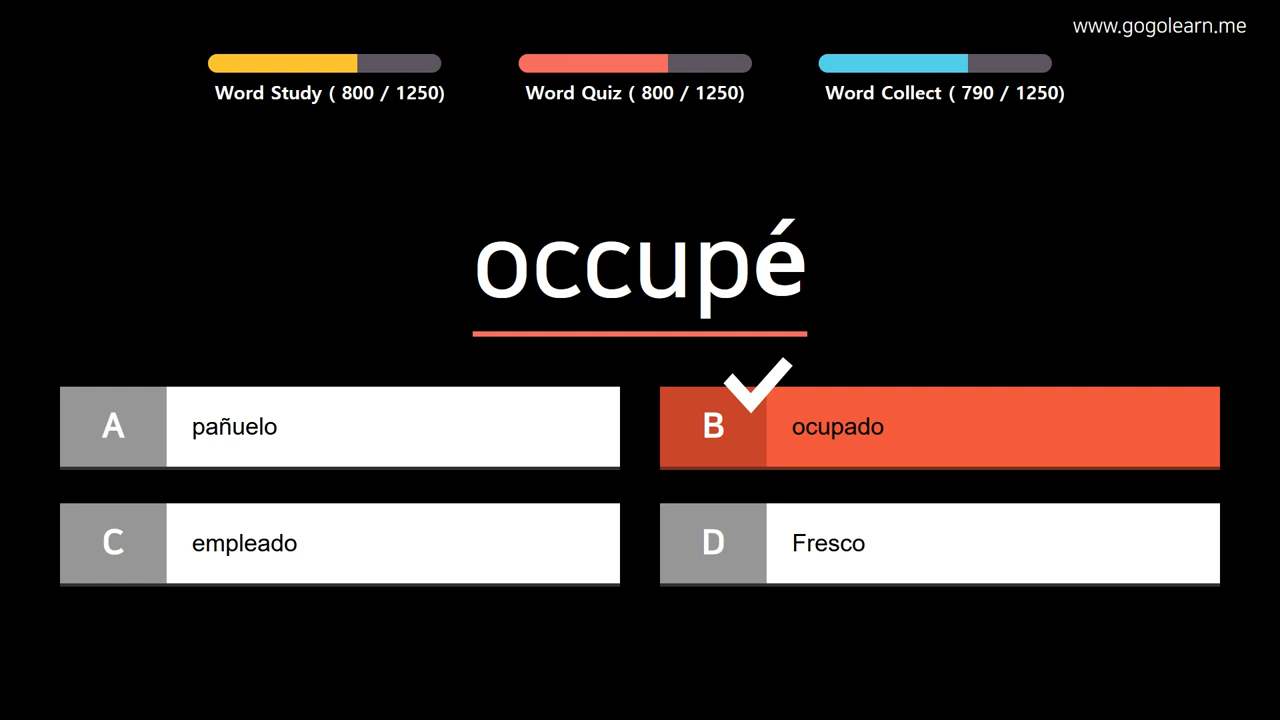 www.gogolearn.me
Word Study ( 800 / 1250)
Word Quiz ( 800 / 1250)
Word Collect ( 790 / 1250)
occupé
A pañuelo
B ocupado
C empleado
D Fresco